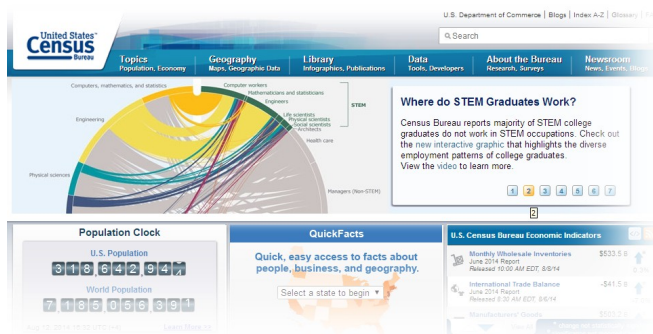 U.S. Department of Commerce | Blogs | Index A-Z | Glossary
United States™
Census
Bureau
Search
Topics
Population, Economy
Geography
Maps, Geographic Data
Library
Infographics, Publications
Data
Tools, Developers
About the Bureau
Research, Surveys
Newsroom
News, Events, Blogs
Computers, mathematics, and statistics
Engineering
Physical sciences
Computer workers
Mathematicians and statisticians
Engineers
Life scientists
Physical scientists
Social scientists
Architects
STEM
Health care
Managers (Non-STEM)
Where do STEM Graduates Work?
Census Bureau reports majority of STEM college
graduates do not work in STEM occupations. Check out
the new interactive graphic that highlights the diverse
employment patterns of college graduates.
View the video to learn more.
1 2 3 4 5 6 7
2
Population Clock
U.S. Population
World Population
7,185,056,391
Learn More
QuickFacts
Quick, easy access to facts about
people, business, and geography.
Select a state to begin
U.S. Census Bureau Economic Indicators
Monthly Wholesale Inventories
June 2014 Report
Released 10:00 AM EDT, 8/8/14
$533.5 B
International Trade Balance
June 2014 Report
Released 8:30 AM EDT, 8/6/14
-$41.5 B
Manufacturers' Goods